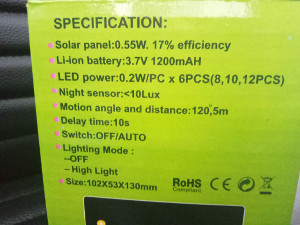 SPECIFICATION:
Solar panel:0.55W. 17% efficiency
Li-ion battery:3.7V 1200mAH
LED power:0.2W/PC x 6PCS(8,10,12PCS)
Night sensor:<10Lux
Motion angle and distance:120°,5m
Delay time:10s
Switch:OFF/AUTO
Lighting Mode :
–OFF
– High Light
Size:102X53X130mm
RoHS
Compliant
CE